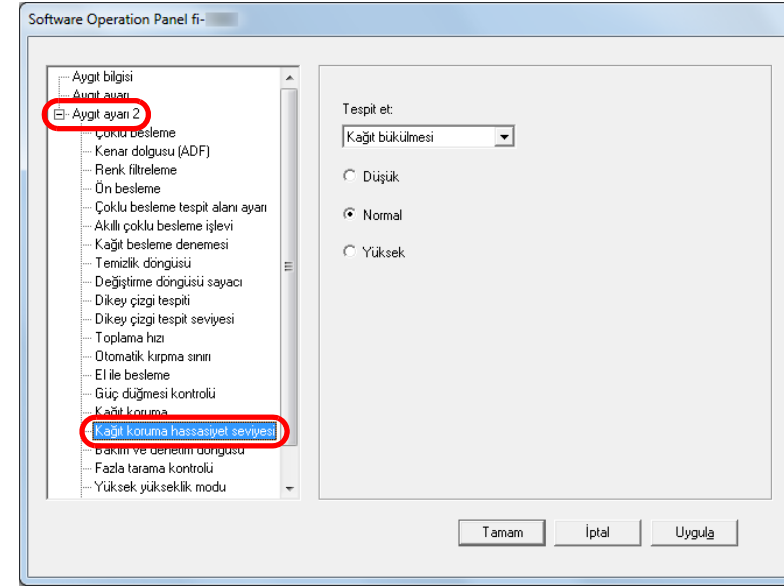 Software Operation Panel fi-
Aygıt bilgisi
Aygıt ayarı
Aygıt ayarı 2
Çoklu besleme
Kenar dolgusu (ADF)
Renk filtreleme
Ön besleme
Çoklu besleme tespit alanı ayarı
Akıllı çoklu besleme işlevi
Kağıt besleme denemesi
Temizlik döngüsü
Değiştirme döngüsü sayacı
Dikey çizgi tespiti
Dikey çizgi tespit seviyesi
Toplama hızı
Otomatik kırpma sınırı
El ile besleme
Güç düğmesi kontrolü
Kağıt koruma
Kağıt koruma hassasiyet seviyesi
Bakım ve denetim döngüsü
Fazla tarama kontrolü
Yüksek yükseklik modu
Tespit et:
Kağıt bükülmesi
Düşük
Normal
Yüksek
Tamam
İptal
Uygula